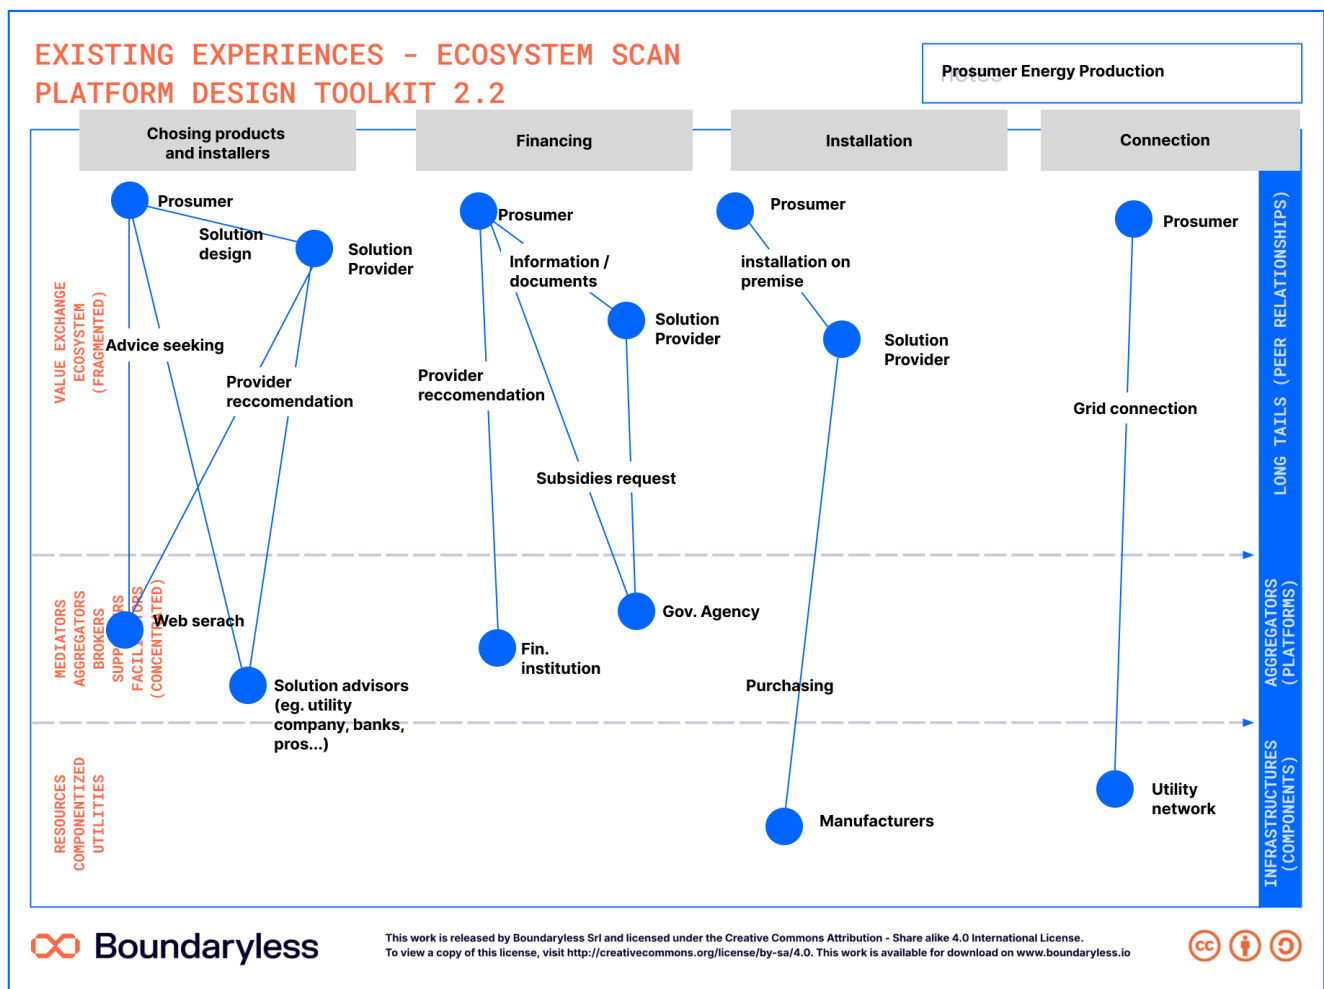 EXISTING EXPERIENCES - ECOSYSTEM SCAN
PLATFORM DESIGN TOOLKIT 2.2
notes
Prosumer Energy Production
Chosing products
and installers
Financing
Installation
Connection
Prosumer
Solution
design
Solution
Provider
Advice seeking
Provider
reccomendation
Web serach
Solution advisors
(eg. utility
company, banks,
pros...)
Prosumer
Information /
documents
Solution
Provider
Provider
reccomendation
Subsidies request
Gov. Agency
Fin.
institution
Prosumer
installation on
premise
Solution
Provider
Purchasing
Manufacturers
Prosumer
Grid connection
Utility
network
VALUE EXCHANGE
ECOSYSTEM
(FRAGMENTED)
MEDIATORS
AGGREGATORS
BROKERS
(CONCENTRATED)
RESOURCES
COMPONENTIZED
UTILITIES
LONG TAILS (PEER RELATIONSHIPS)
AGGREGATORS
(PLATFORMS)
INFRASTRUCTURES
(COMPONENTS)
Boundaryless
This work is released by Boundaryless Srl and licensed under the Creative Commons Attribution - Share alike 4.0 International License.
To view a copy of this license, visit http://creativecommons.org/license/by-sa/4.0. This work is available for download on www.boundaryless.io
cc